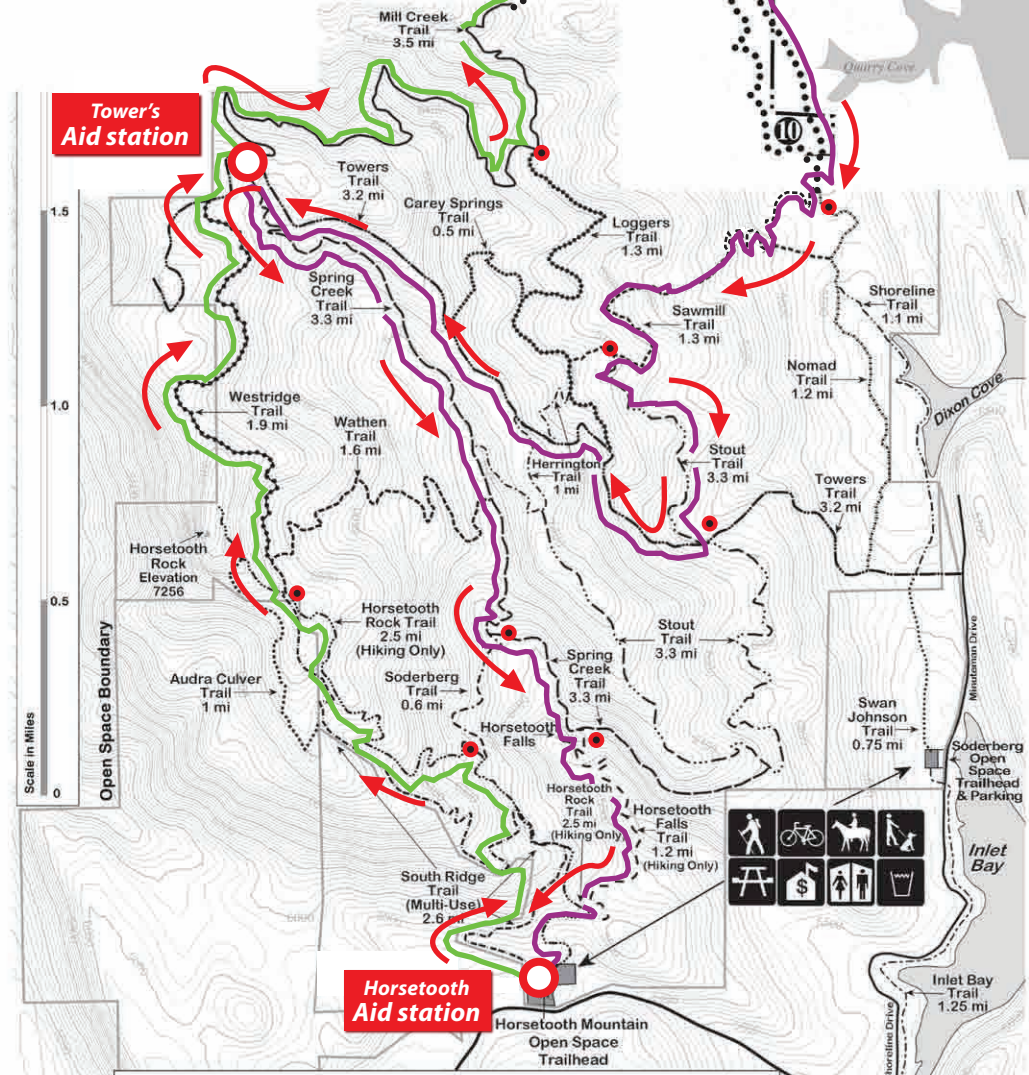 Mill Creek
Trail
3.5 mi
Quarry Cove
10
Tower's
Aid station
Towers
Trail
3.2 mi
Carey Springs
Trail
0.5 mi
Loggers
Trail
1.3 mi
1.5
Spring
Creek
Trail
3.3 mi
Sawmill
Trail
1.3 mi
Shoreline
Trail
1.1 mi
Nomad
Trail
1.2 mi
Dixon Cove
1.0
Westridge
Trail
1.9 mi
Wathen
Trail
1.6 mi
Herrington
Trail
1 mi
Stout
Trail
3.3 mi
Towers
Trail
3.2 mi
Horsetooth
Rock
Elevation
7256
0.5
Horsetooth
Rock Trail
2.5 mi
(Hiking Only)
Audra Culver
Trail
1 mi
Soderberg
Trail
0.6 mi
Spring
Creek
Trail
3.3 mi
Stout
Trail
3.3 mi
Minuteman Drive
Swan
Johnson
Trail
0.75 mi
Open Space Boundary
Scale in Miles
0
Horsetooth
Falls
Soderberg
Open
Space
Trailhead
& Parking
Horsetooth
Rock
Trail
2.5 mi
(Hiking Only)
Horsetooth
Falls
Trail
1.2 mi
(Hiking Only)
$
Inlet
Bay
South Ridge
Trail
(Multi-Use)
2.6 mi
Horsetooth
Aid station
Horsetooth Mountain
Open Space
Trailhead
Inlet Bay
Trail
1.25 mi
Shoreline Drive